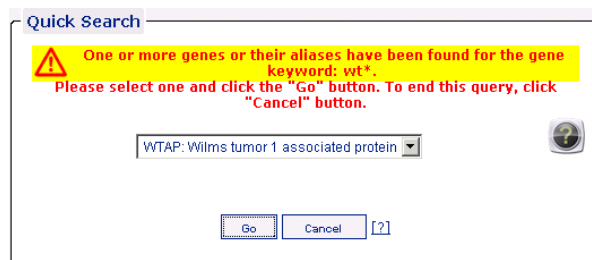 Quick Search
One or more genes or their aliases have been found for the gene
keyword: wt*.
Please select one and click the "Go" button. To end this query, click
"Cancel" button.
WTAP: Wilms tumor 1 associated protein
?
Go Cancel [?]